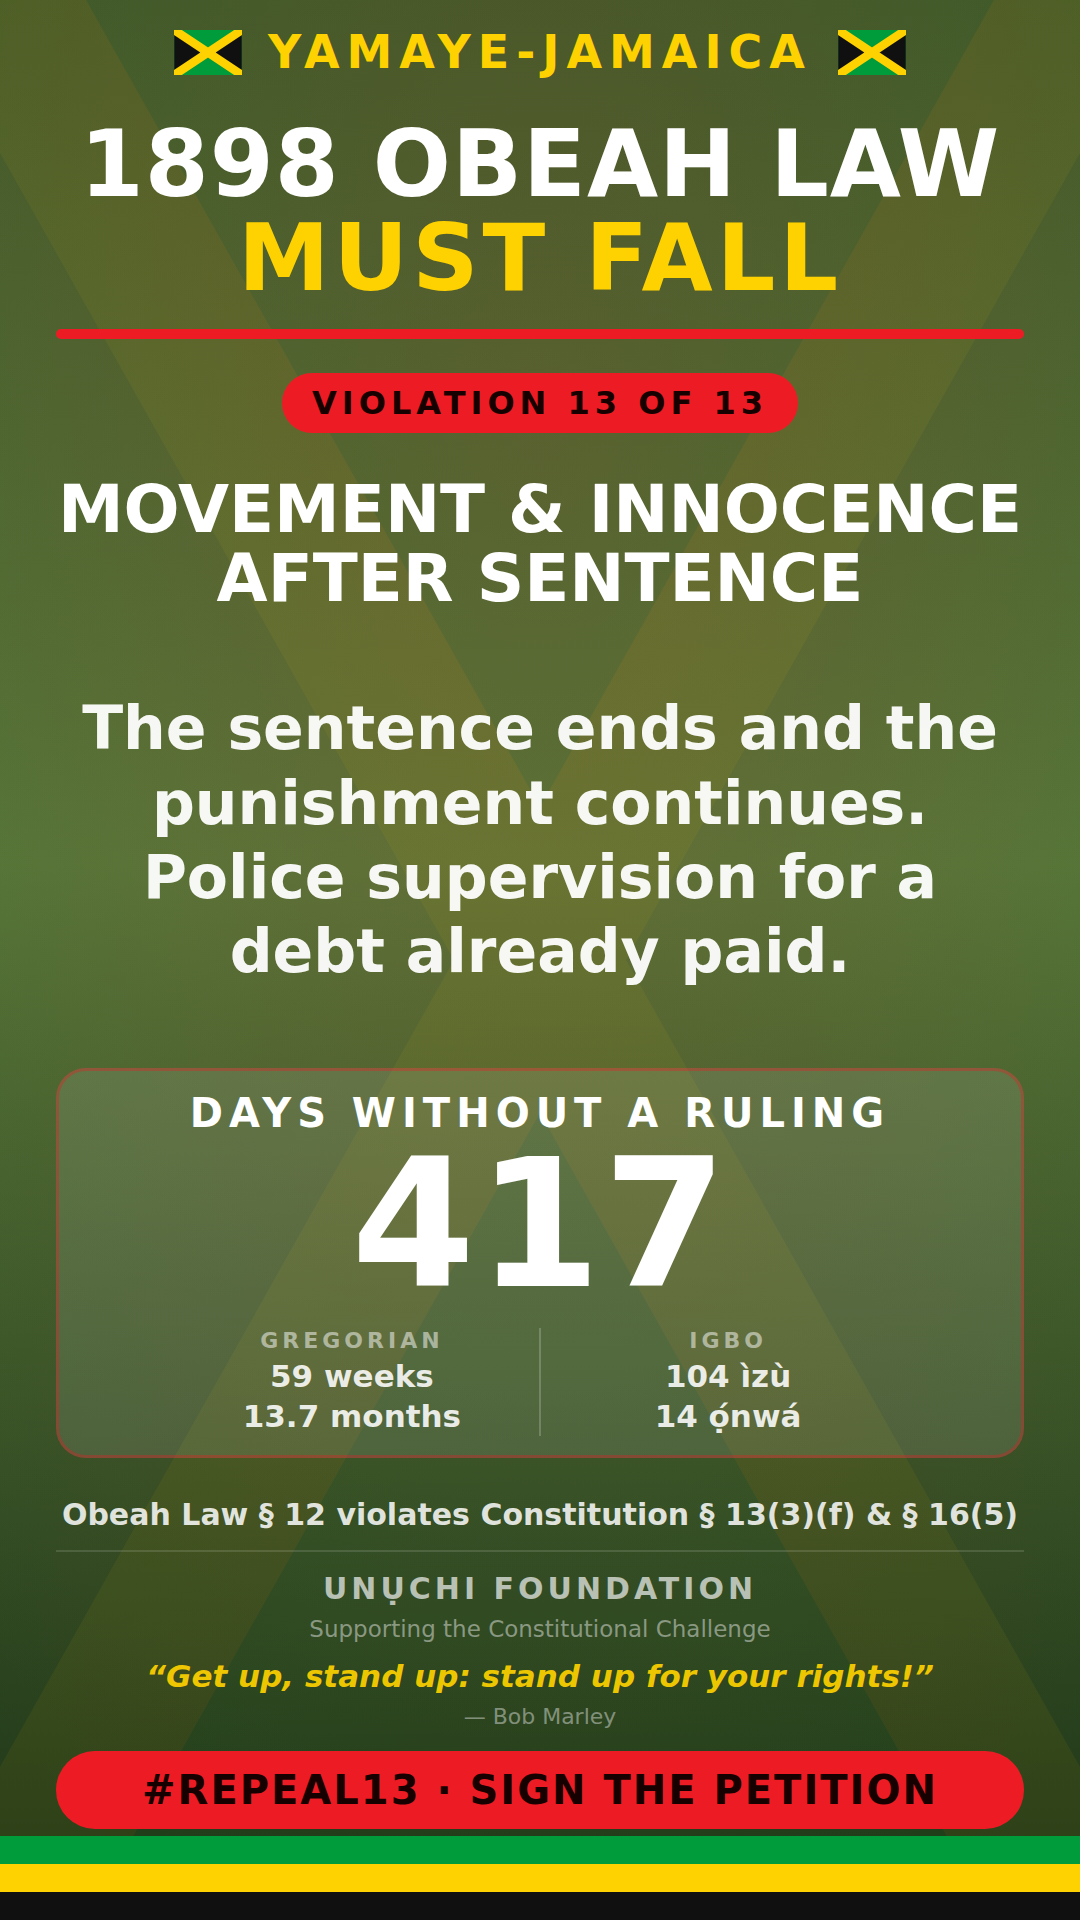 YAMAYE-JAMAICA
1898 OBEAH LAW
MUST FALL
VIOLATION 13 OF 13
MOVEMENT & INNOCENCE
AFTER SENTENCE
The sentence ends and the
punishment continues.
Police supervision for a
debt already paid.
DAYS WITHOUT A RULING
417
GREGORIAN
59 weeks
13.7 months
IGBO
104 ìzù
14 ọ́nwá
Obeah Law § 12 violates Constitution § 13(3)(f) & § 16(5)
UNỤCHI FOUNDATION
Supporting the Constitutional Challenge
“Get up, stand up: stand up for your rights!”
— Bob Marley
#REPEAL13 · SIGN THE PETITION